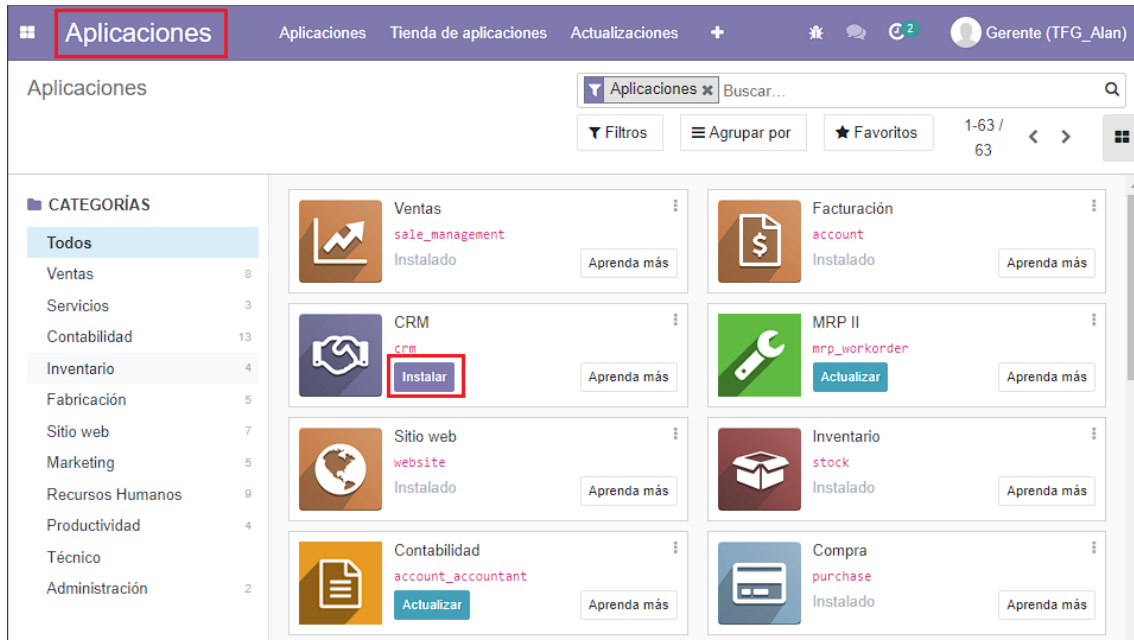 Aplicaciones
Aplicaciones
Tienda de aplicaciones
Actualizaciones
+
2
Gerente (TFG_Alan)
Aplicaciones
Aplicaciones
Buscar...
Filtros
Agrupar por
Favoritos
1-63 /
63
CATEGORÍAS
Todos
Ventas 8
Servicios 3
Contabilidad 13
Inventario 4
Fabricación 5
Sitio web 7
Marketing 5
Recursos Humanos 9
Productividad 4
Técnico
Administración 2
Ventas
sale_management
Instalado
Aprenda más
Facturación
account
Instalado
Aprenda más
CRM
crm
Instalar
Aprenda más
MRP II
mrp_workorder
Actualizar
Aprenda más
Sitio web
website
Instalado
Aprenda más
Inventario
stock
Instalado
Aprenda más
Contabilidad
account_accountant
Actualizar
Aprenda más
Compra
purchase
Instalado
Aprenda más